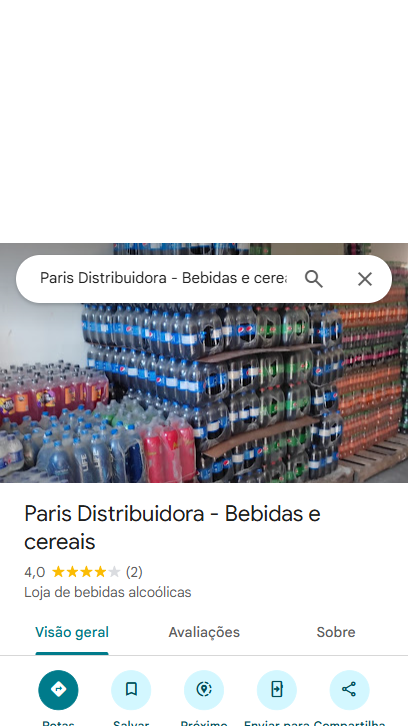 Paris Distribuidora - Bebidas e
Paris Distribuidora - Bebidas e
cereais
4,0 (2)
Loja de bebidas alcoólicas
Visão geral Avaliações Sobre
Rotas Salvar Próximo Enviar para Compartilha